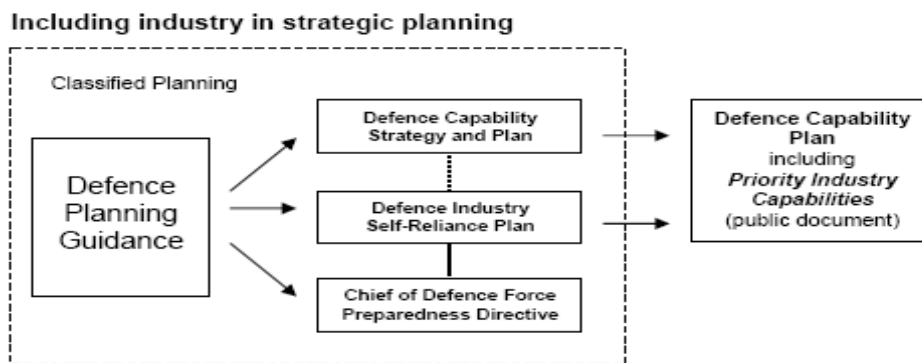 Including industry in strategic planning
Classified Planning
Defence
Planning
Guidance
Defence Capability
Strategy and Plan
Defence Industry
Self-Reliance Plan
Chief of Defence Force
Preparedness Directive
Defence Capability
Plan
including
Priority Industry
Capabilities
(public document)